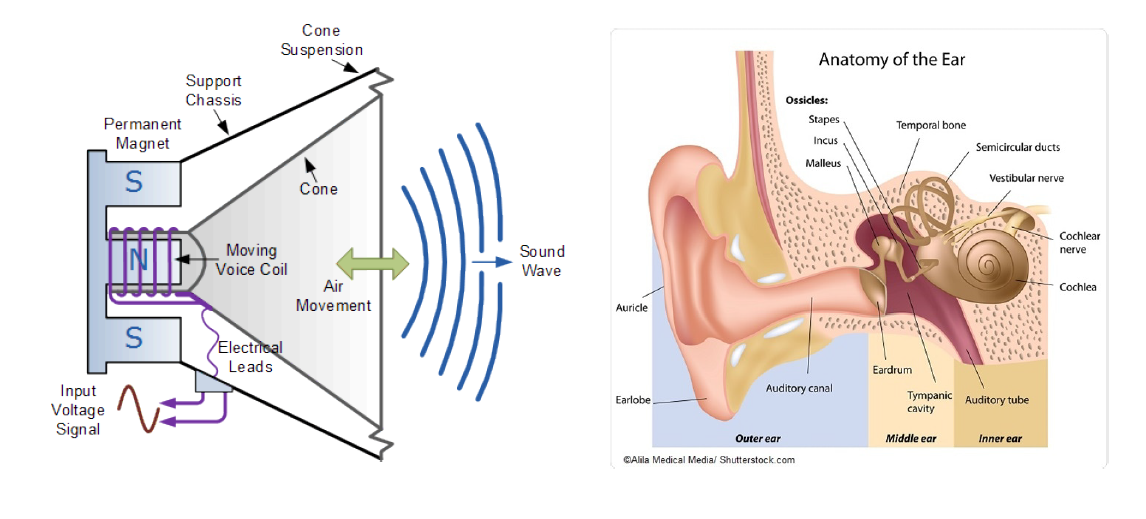 Cone
Suspension
Support
Chassis
Permanent
Magnet
S
Cone
N
Moving
Voice Coil
Sound
Wave
Air
Movement
S
Electrical
Leads
Input
Voltage
Signal
Anatomy of the Ear
Ossicles:
Stapes
Incus
Malleus
Temporal bone
Semicircular ducts
Vestibular nerve
Cochlear
nerve
Cochlea
Auricle
Eardrum
Auditory canal
Earlobe
Tympanic
cavity
Auditory tube
Outer ear
Middle ear
Inner ear
©Alila Medical Media/ Shutterstock.com